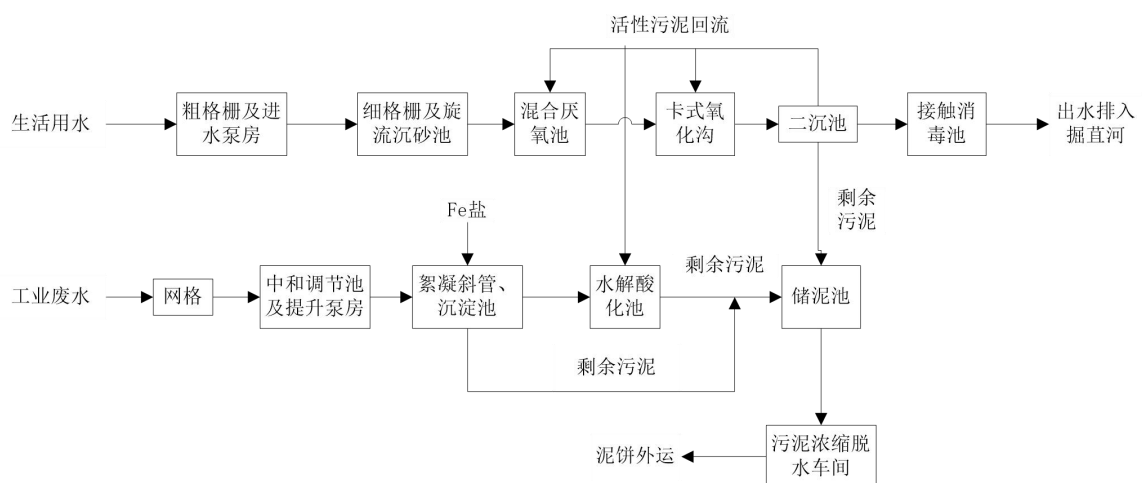 活性污泥回流
生活用水
粗格栅及进
水泵房
细格栅及旋
流沉砂池
混合厌
氧池
卡式氧
化沟
二沉池
接触消
毒池
出水排入
掘苴河
剩余
污泥
Fe盐
工业废水
网格
中和调节池
及提升泵房
絮凝斜管、
沉淀池
水解酸
化池
剩余污泥
储泥池
剩余污泥
污泥浓缩脱
水车间
泥饼外运